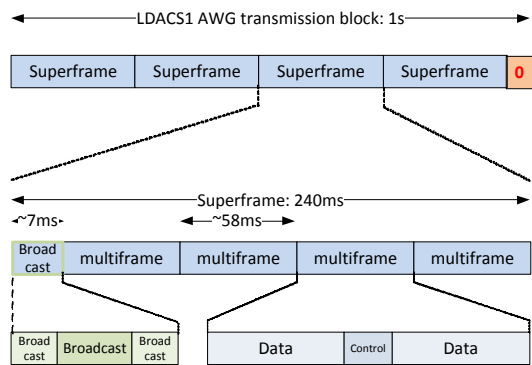 LDACS1 AWG transmission block: 1s
Superframe Superframe Superframe Superframe 0
Superframe: 240ms
~7ms ~58ms
Broad cast multiframe multiframe multiframe multiframe
Broad cast Broadcast Broad cast Data Control Data